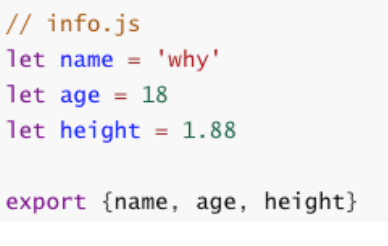 // info.js
let name = 'why'
let age = 18
let height = 1.88
export {name, age, height}